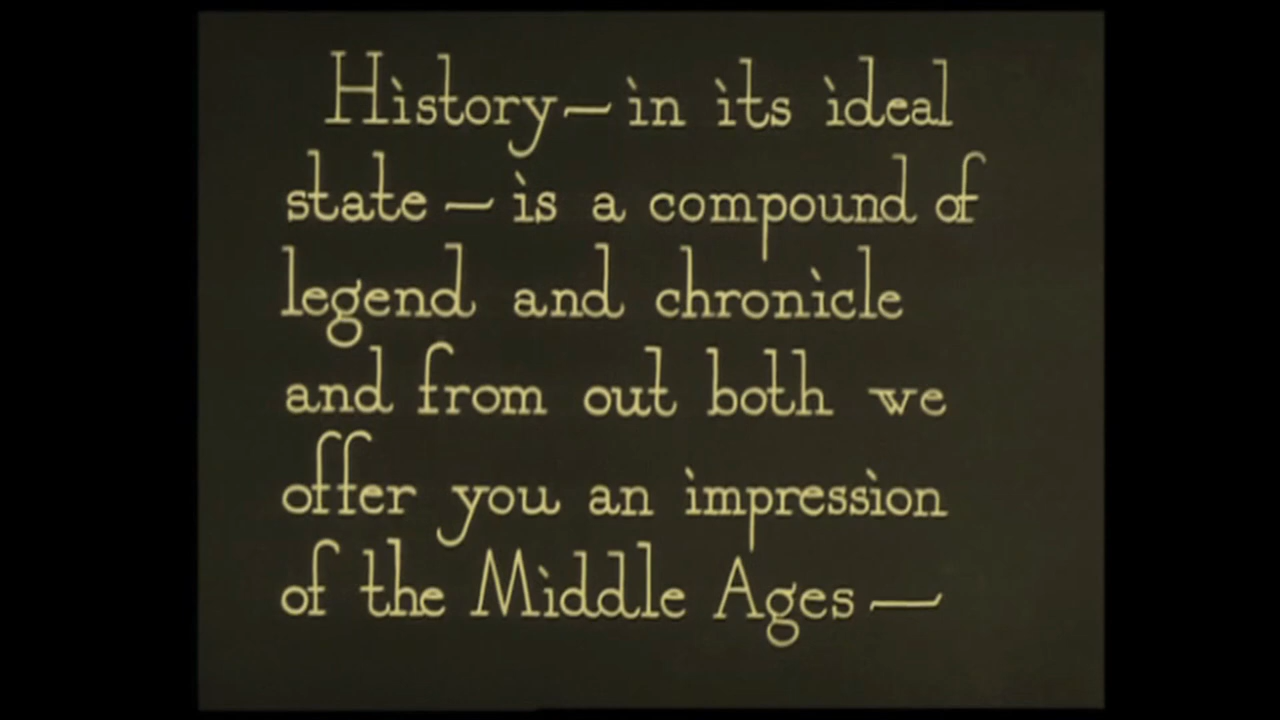 History — in its ideal
state — is a compound of
legend and chronicle
and from out both we
offer you an impression
of the Middle Ages —